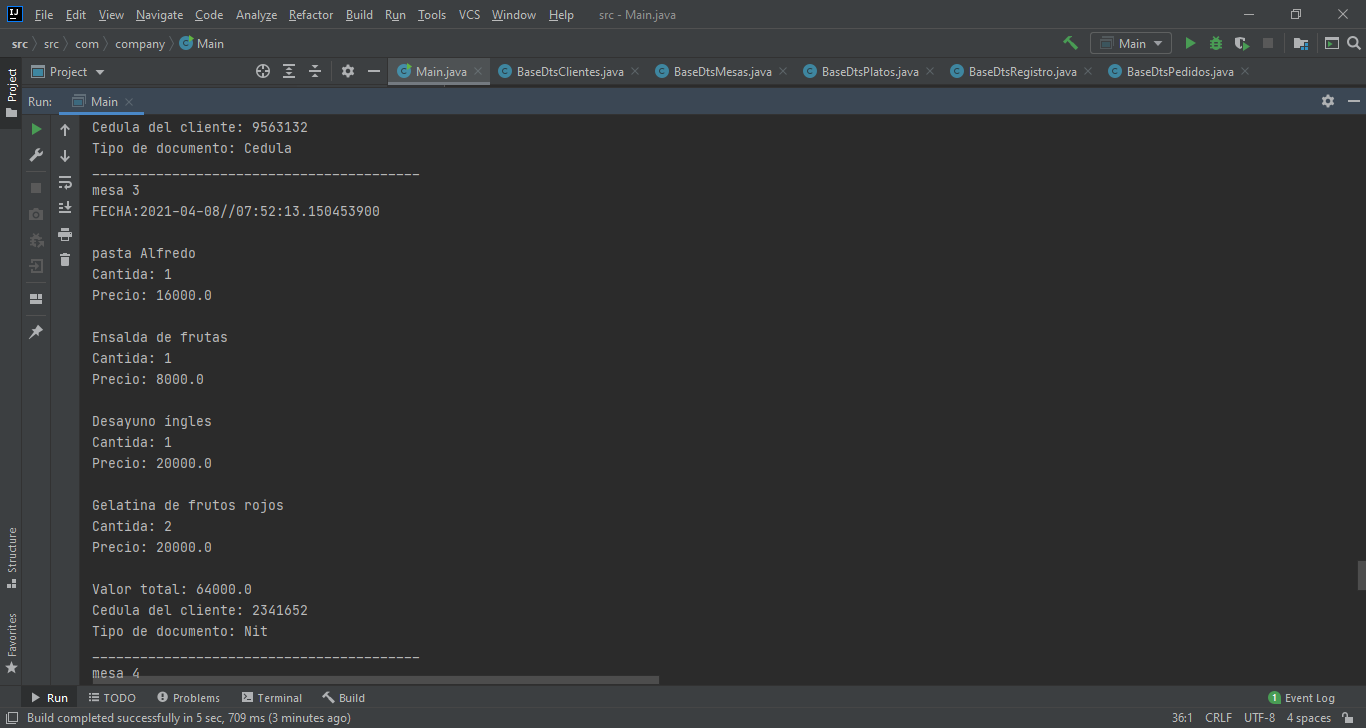 IJ File Edit View Navigate Code Analyze Refactor Build Run Tools VCS Window Help src - Main.java
src src com company Main Main
Project Project Main.java BaseDtsClientes.java BaseDtsMesas.java BaseDtsPlatos.java BaseDtsRegistro.java BaseDtsPedidos.java
Run: Main
Cedula del cliente: 9563132
Tipo de documento: Cedula
_________________________________________
mesa 3
FECHA:2021-04-08//07:52:13.150453900
pasta Alfredo
Cantida: 1
Precio: 16000.0
Ensalda de frutas
Cantida: 1
Precio: 8000.0
Desayuno íngles
Cantida: 1
Precio: 20000.0
Gelatina de frutos rojos
Cantida: 2
Precio: 20000.0
Valor total: 64000.0
Cedula del cliente: 2341652
Tipo de documento: Nit
_________________________________________
mesa 4
Structure
Favorites
Run TODO Problems Terminal Build 1 Event Log
Build completed successfully in 5 sec, 709 ms (3 minutes ago) 36:1 CRLF UTF-8 4 spaces